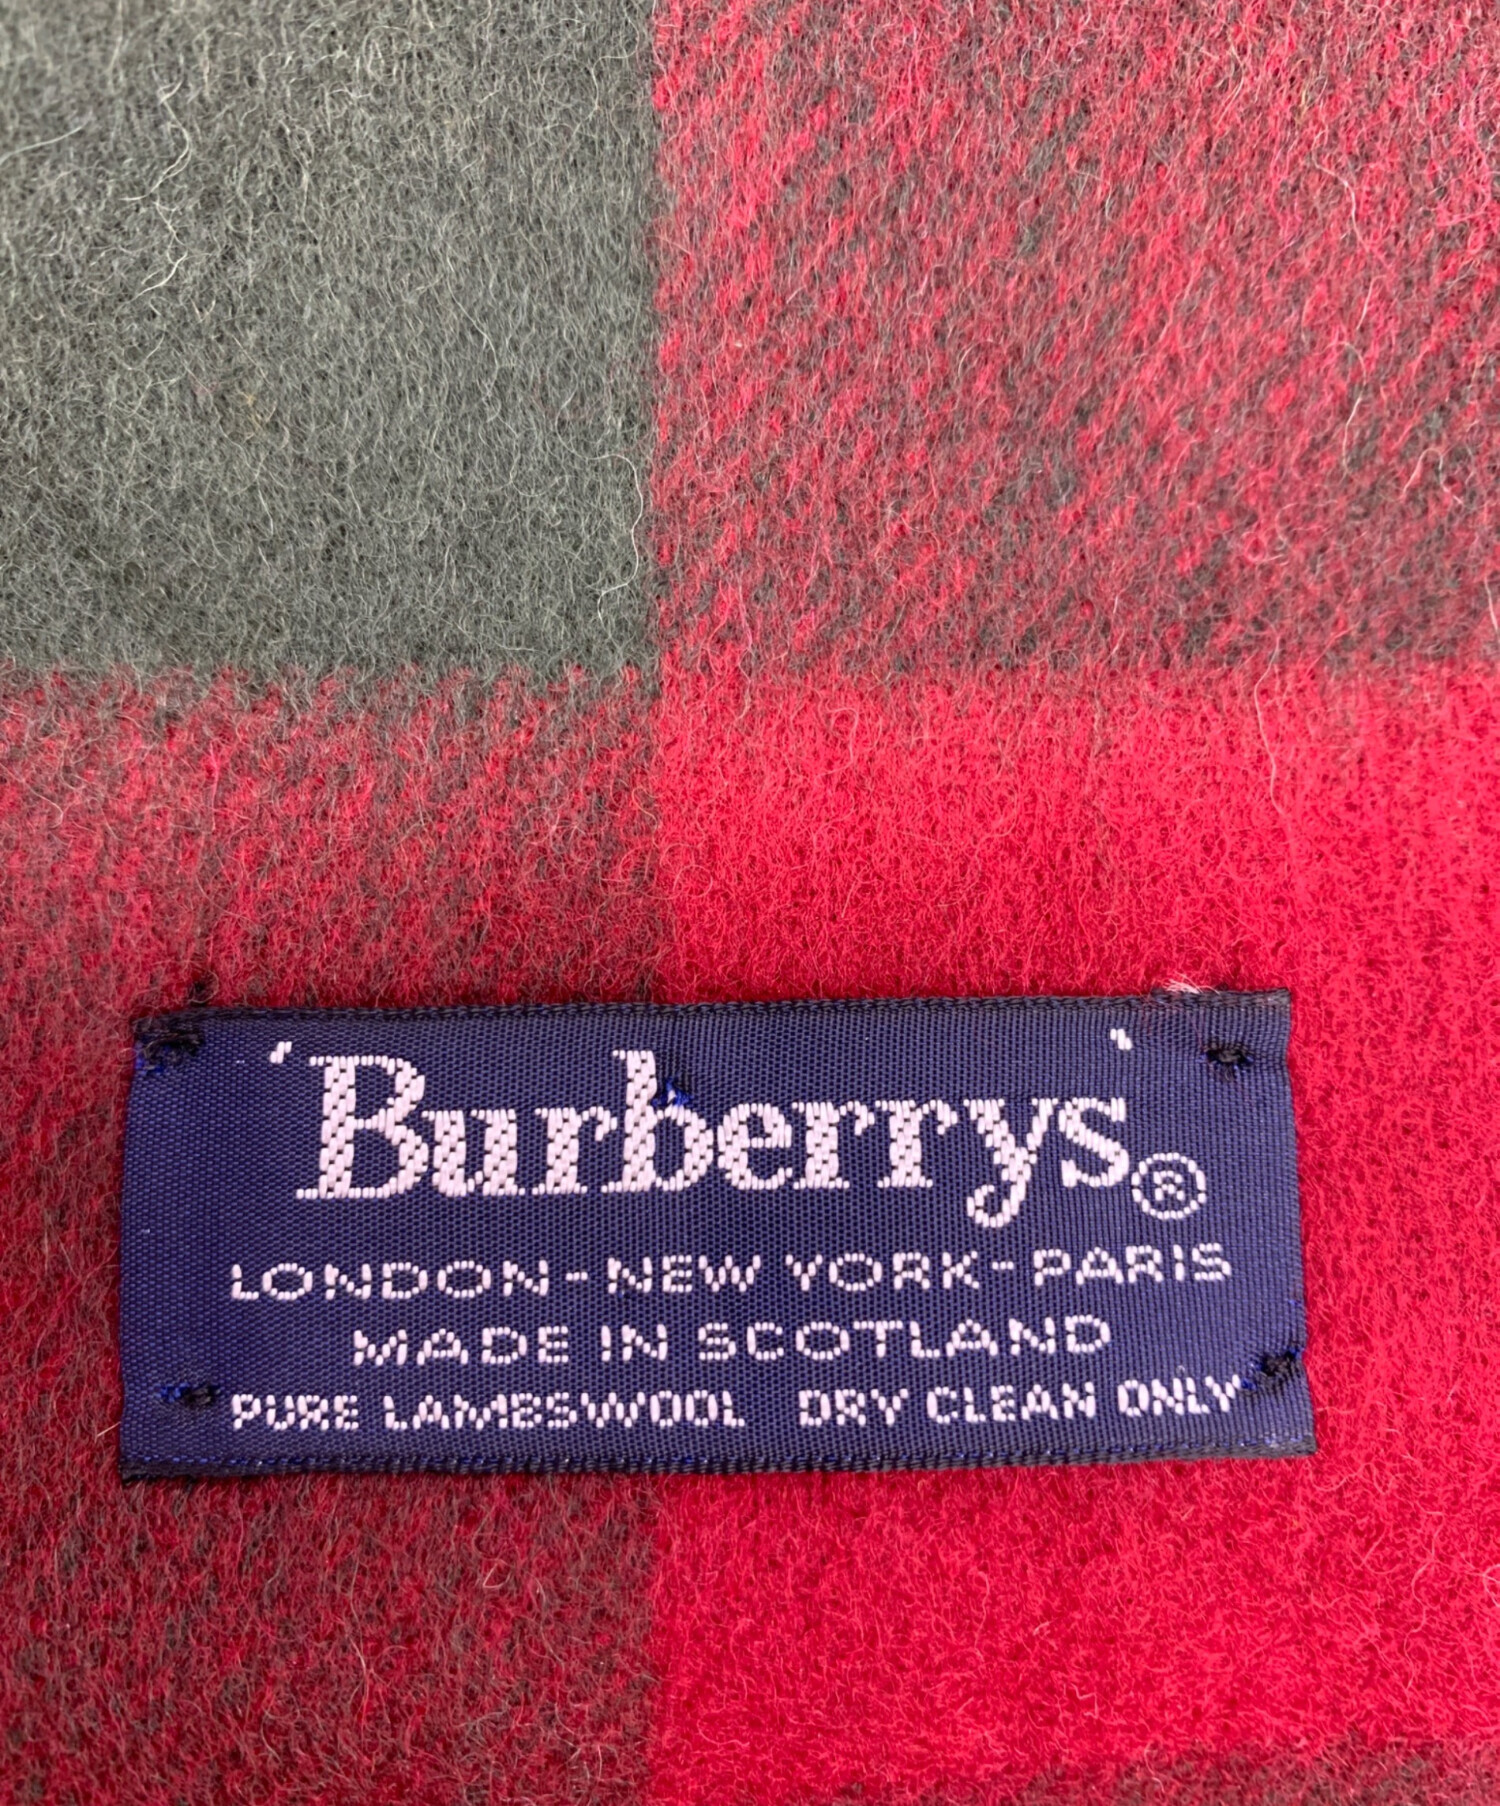 ‘Burberrys‵®
LONDON-NEW YORK-PARIS
MADE IN SCOTLAND
PURE LAMBSWOOL DRY CLEAN ONLY